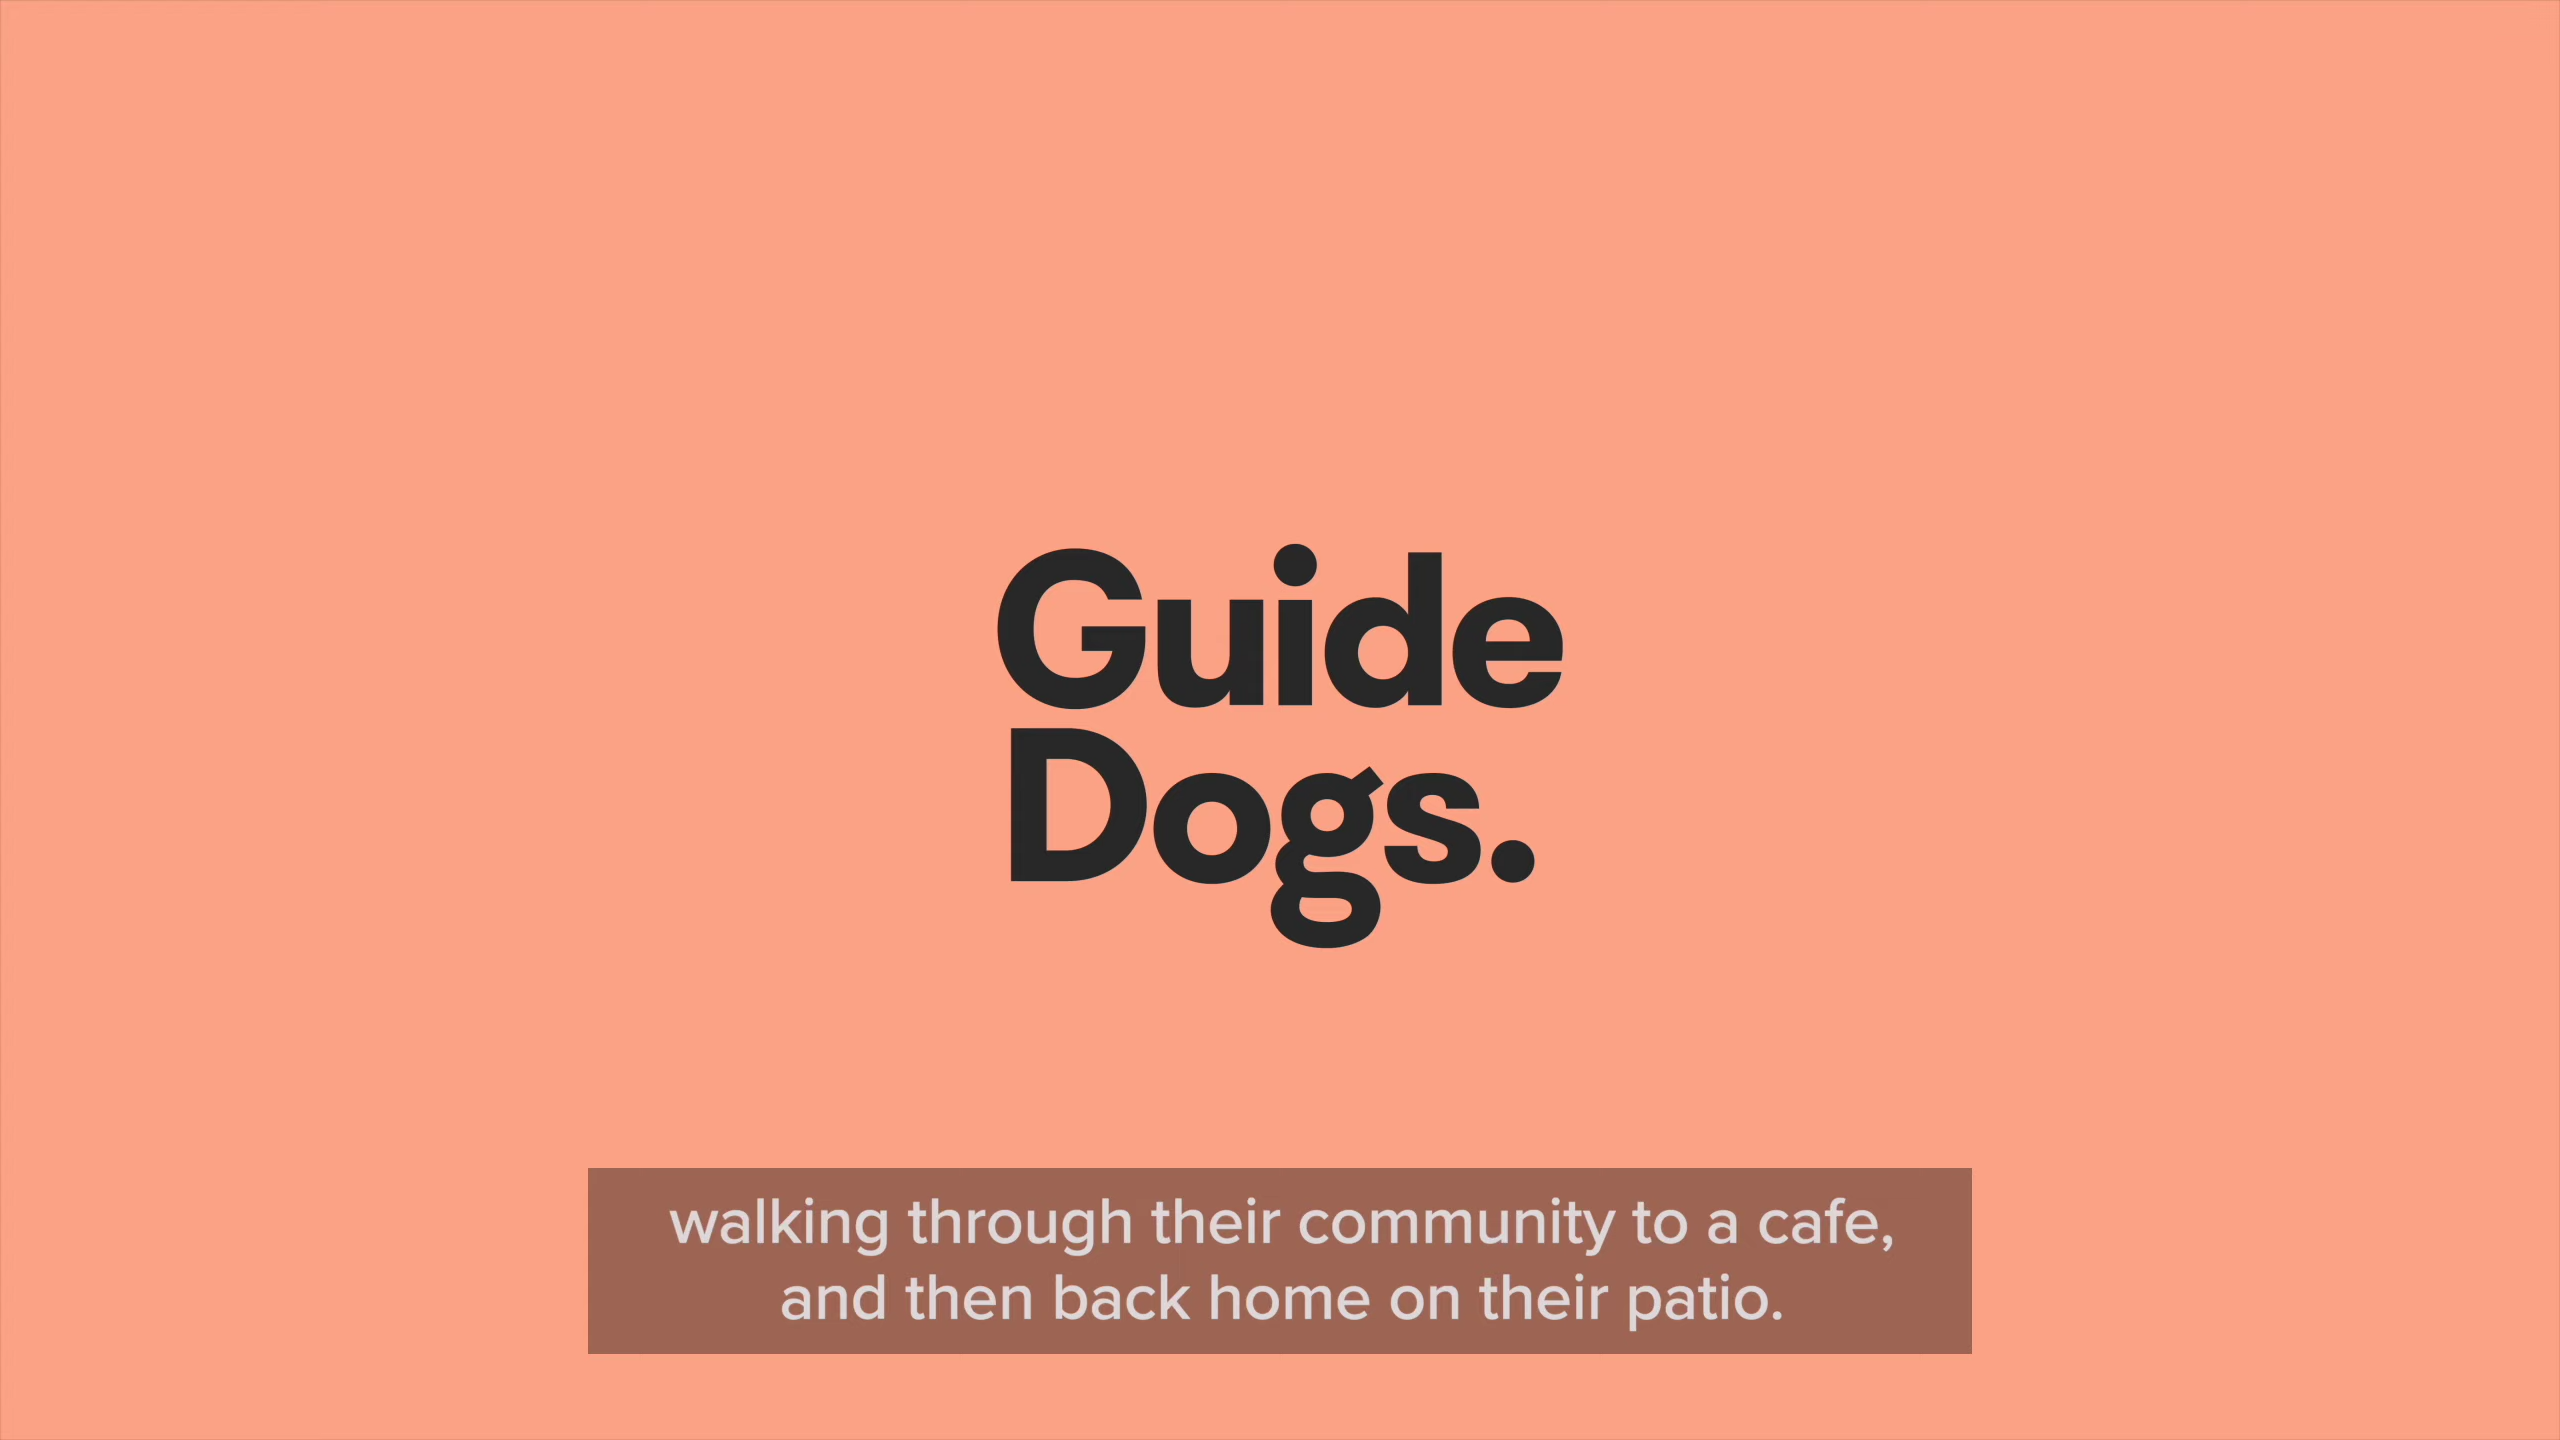 Guide
Dogs.
walking through their community to a cafe,
and then back home on their patio.